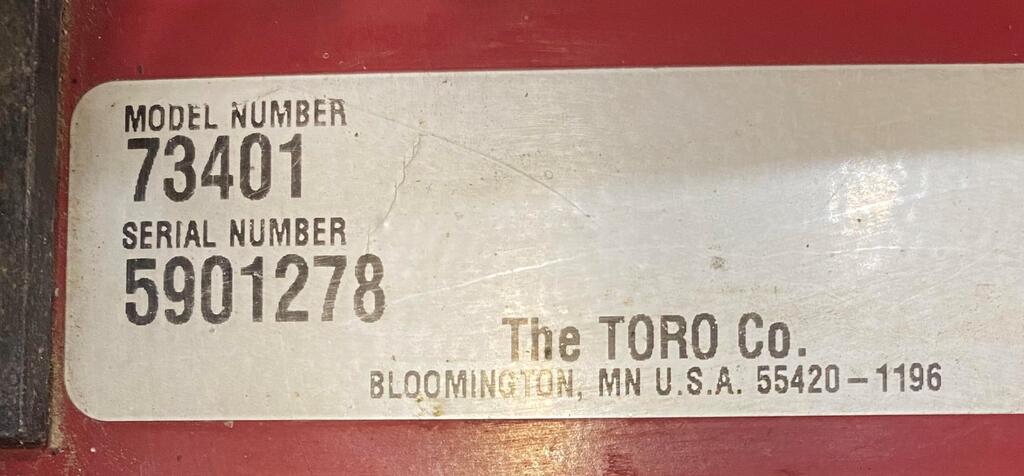 MODEL NUMBER
73401
SERIAL NUMBER
5901278
The TORO Co.
BLOOMINGTON, MN U.S.A. 55420-1196